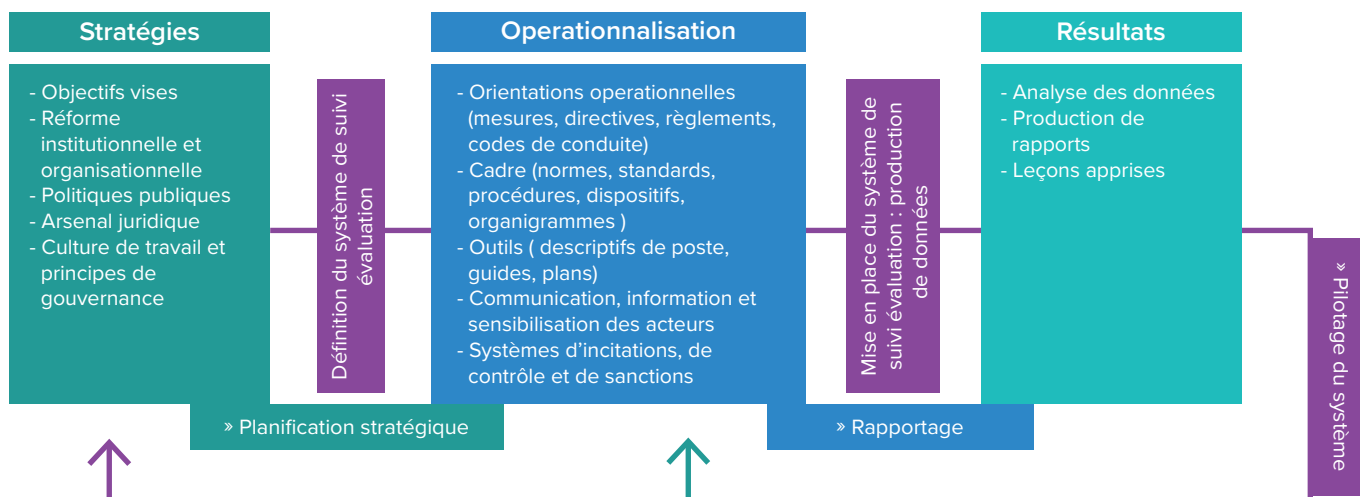 Stratégies
- Objectifs vises
- Réforme
institutionnelle et
organisationnelle
- Politiques publiques
- Arsenal juridique
- Culture de travail et
principes de
gouvernance
Définition du système de suivi
évaluation
Operationnalisation
- Orientations operationnelles
(mesures, directives, règlements,
codes de conduite)
- Cadre (normes, standards,
procédures, dispositifs,
organigrammes )
- Outils ( descriptifs de poste,
guides, plans)
- Communication, information et
sensibilisation des acteurs
- Systèmes d’incitations, de
contrôle et de sanctions
Mise en place du système de
suivi évaluation : production
de données
Résultats
- Analyse des données
- Production de
rapports
- Leçons apprises
» Pilotage du système
» Planification stratégique
» Rapportage